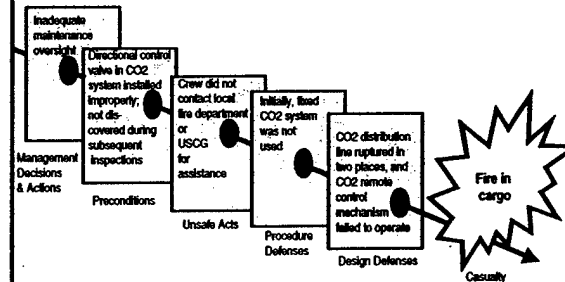 Inadequate
maintenance
oversight
Management
Decisions
& Actions
Directional control
valve in CO2
system installed
improperly;
not dis-
covered during
subsequent
inspections
Preconditions
Crew did not
contact local
fire department
or
USCG
for
assistance
Unsafe Acts
Initially, fixed
CO2 system
was not
used
Procedure
Defenses
CO2 distribution
line ruptured in
two places, and
CO2 remote
control
mechanism
failed to operate
Design Defenses
Fire in
cargo
Casualty